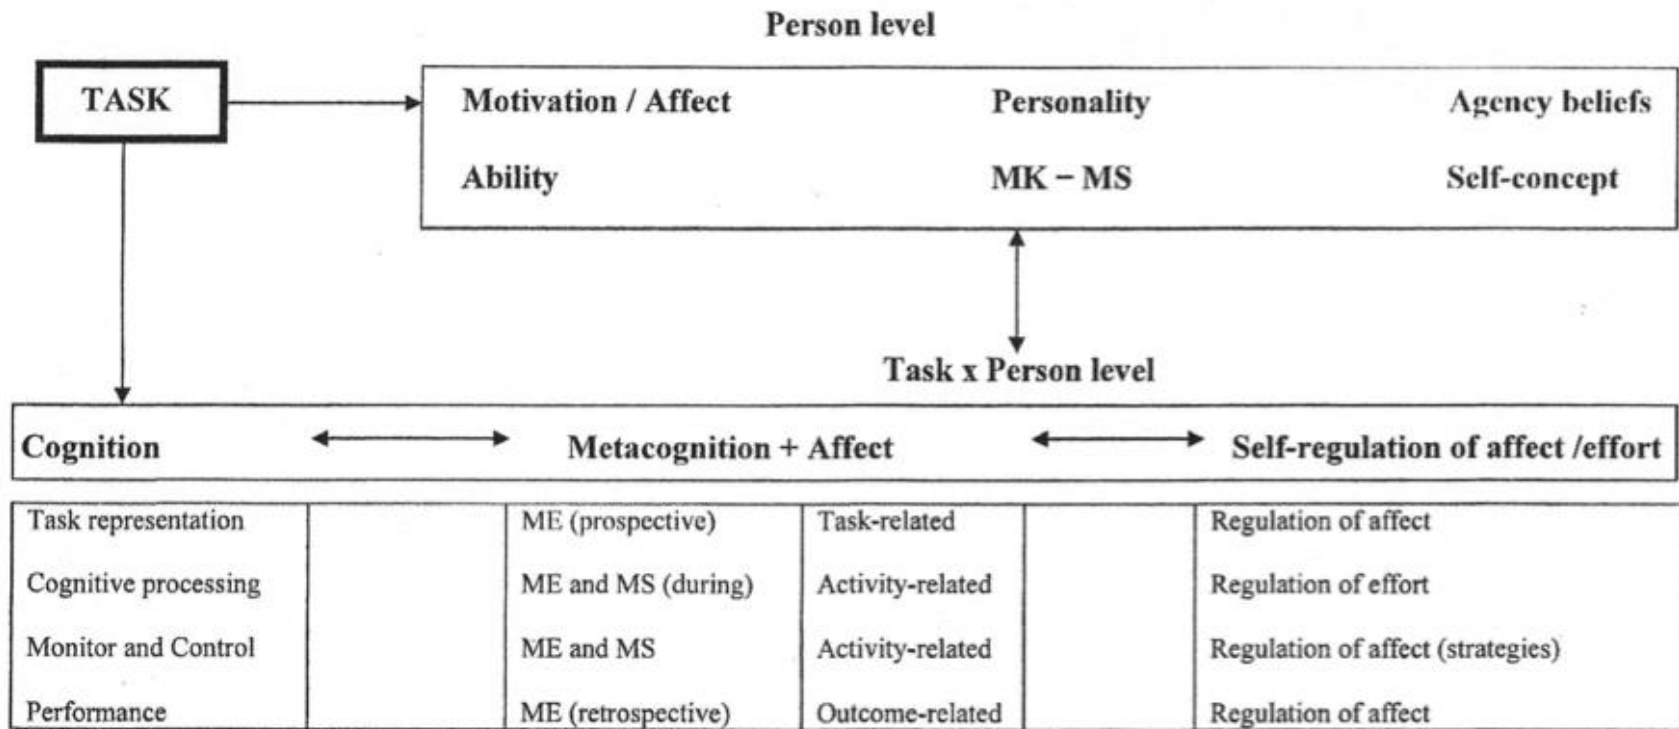 Person level
TASK
Motivation / Affect Personality Agency beliefs
Ability MK – MS Self-concept
Task x Person level
Cognition Metacognition + Affect Self-regulation of affect /effort
Task representation ME (prospective) Task-related Regulation of affect
Cognitive processing ME and MS (during) Activity-related Regulation of effort
Monitor and Control ME and MS Activity-related Regulation of affect (strategies)
Performance ME (retrospective) Outcome-related Regulation of affect